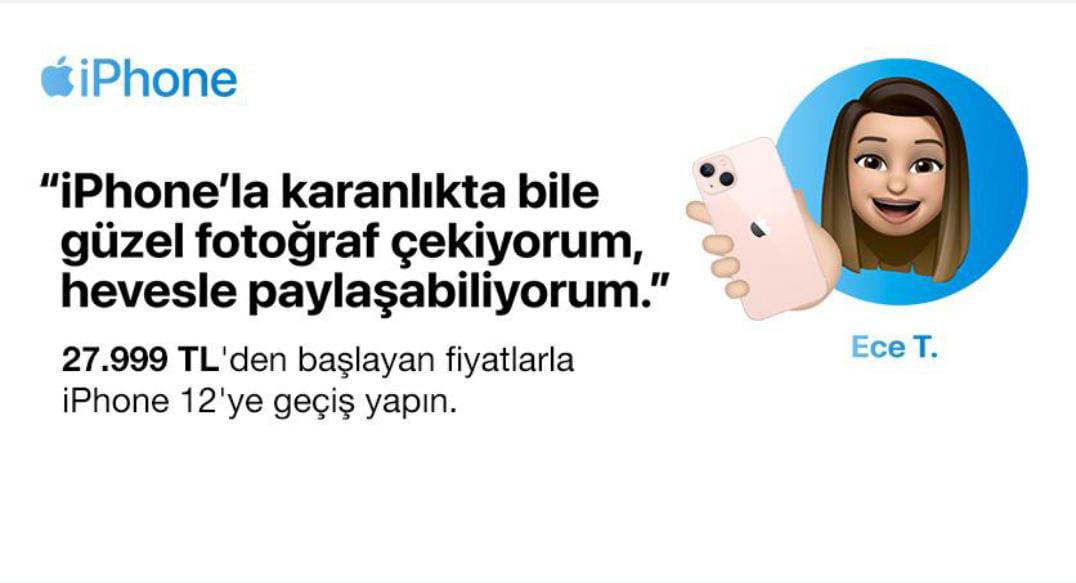 iPhone
“iPhone’la karanlıkta bile
güzel fotoğraf çekiyorum,
hevesle paylaşabiliyorum.”
27.999 TL'den başlayan fiyatlarla
iPhone 12'ye geçiş yapın.
Ece T.